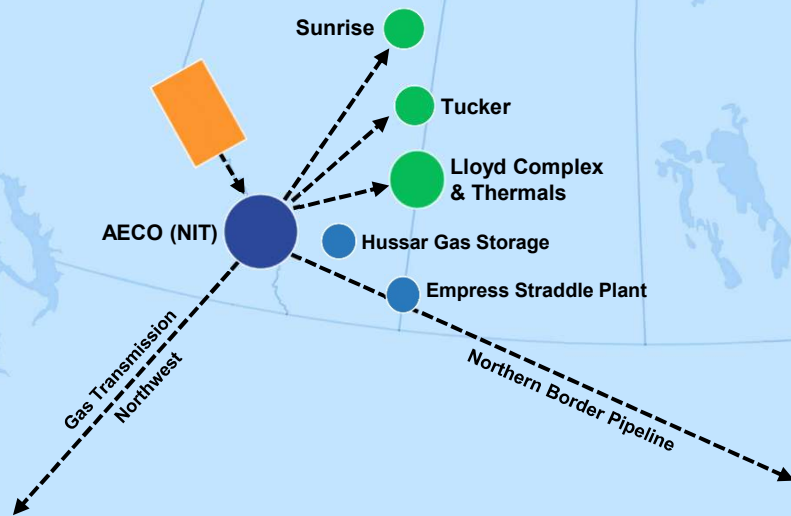 Sunrise
Tucker
Lloyd Complex
& Thermals
AECO (NIT)
Hussar Gas Storage
Empress Straddle Plant
Gas Transmission
Northwest
Northern Border Pipeline